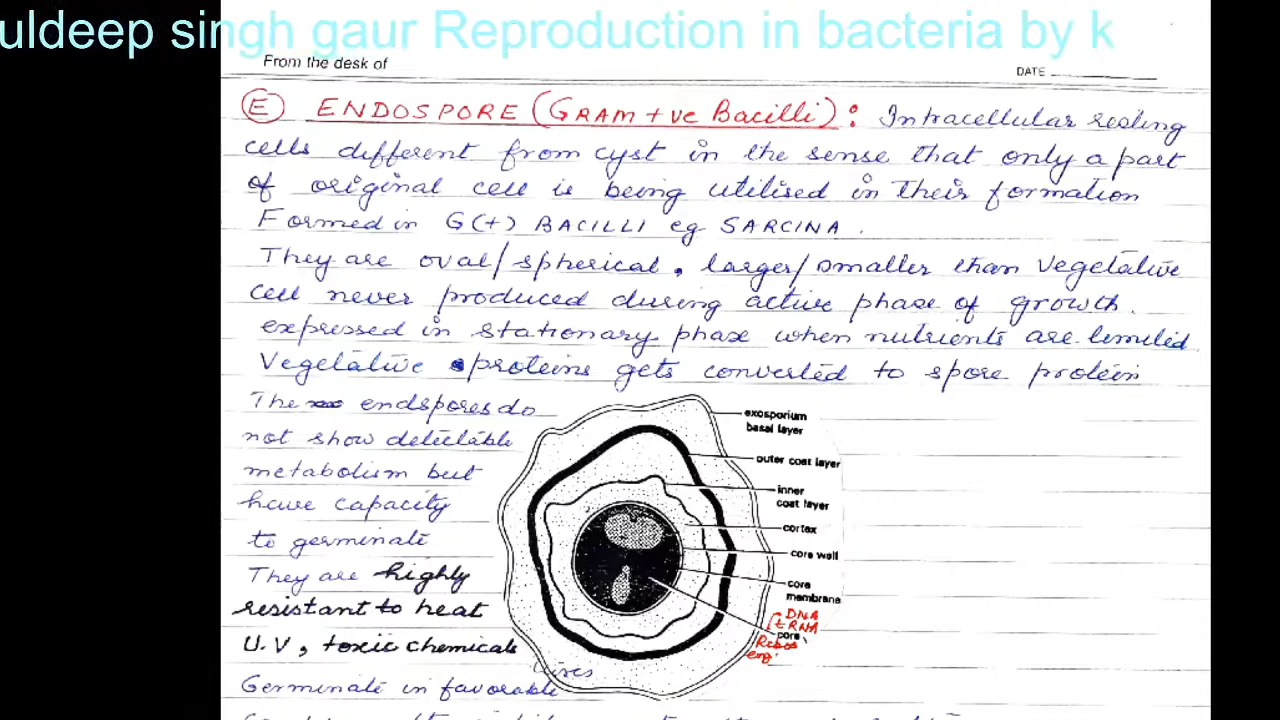 uldeep singh gaur Reproduction in bacteria by k
From the desk of
DATE
E ENDOSPORE (GRAM +ve Bacilli) : Intracellular resting
cells different from cyst in the sense that only a part
of original cell is being utilised in their formation
Formed in G(+) BACILLI eg SARCINA .
They are oval/spherical, larger/smaller than vegetative
cell never produced during active phase of growth.
expressed in stationary phase when nutrients are limited
Vegetative proteins gets converted to spore protein
The endspores do
not show detectable
metabolism but
have capacity
to germinate
They are highly
resistant to heat
U.V, toxic chemicals
Germinate in favorable
exosporium
basal layer
outer coat layer
inner
coat layer
cortex
core wall
core
membrane
DNA
t RNA
core
Ribos
enz.